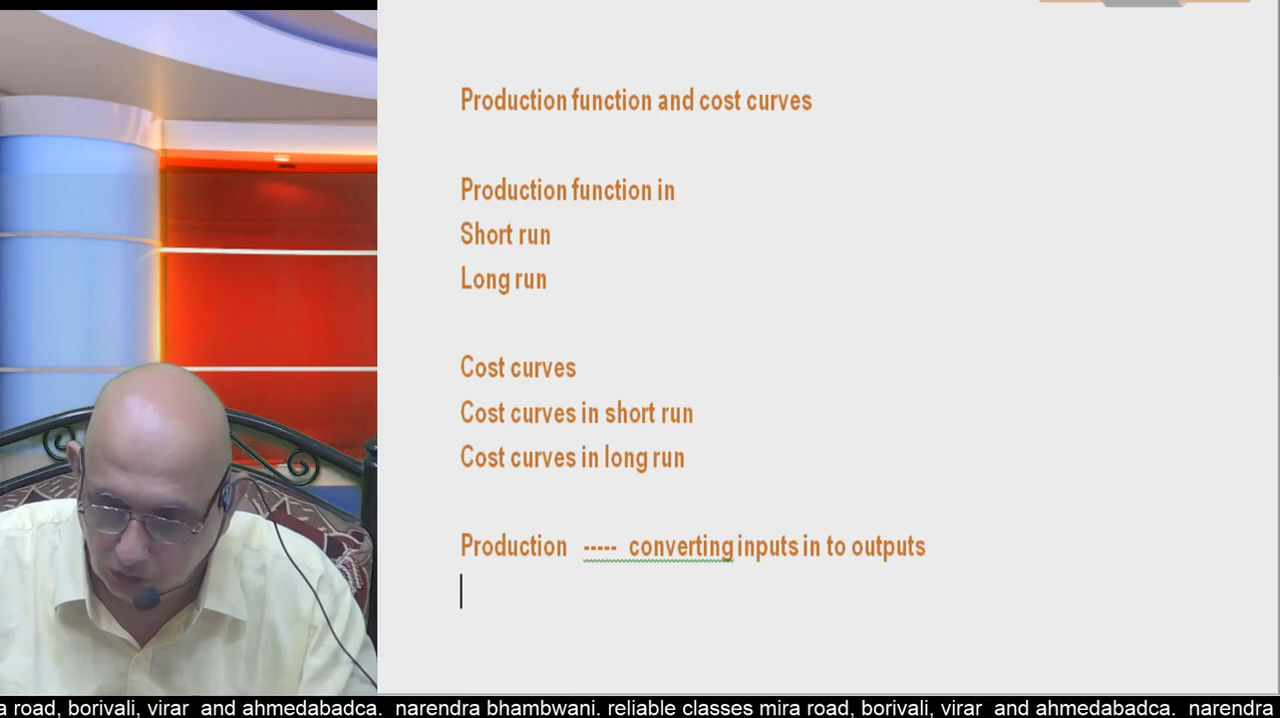 Production function and cost curves
Production function in
Short run
Long run
Cost curves
Cost curves in short run
Cost curves in long run
Production ----- converting inputs in to outputs
road, borivali, virar and ahmedabadca. narendra bhambwani. reliable classes mira road, borivali, virar and ahmedabadca. narendra